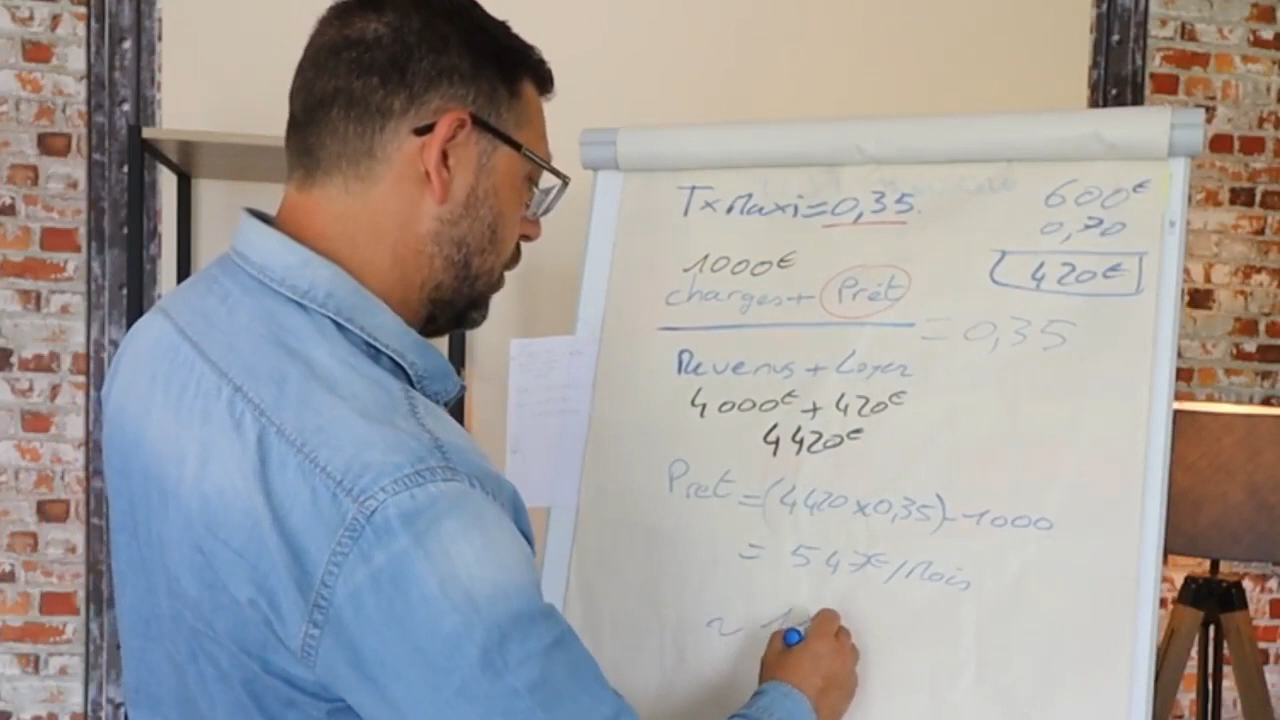 Tx Maxi = 0,35.
600€
0,70
420€
1000€
charges + Prêt
= 0,35
Revenus + Loyer
4000€ + 420€
4420€
Pret = (4420 x 0,35) - 1000
= 547€/Mois
~